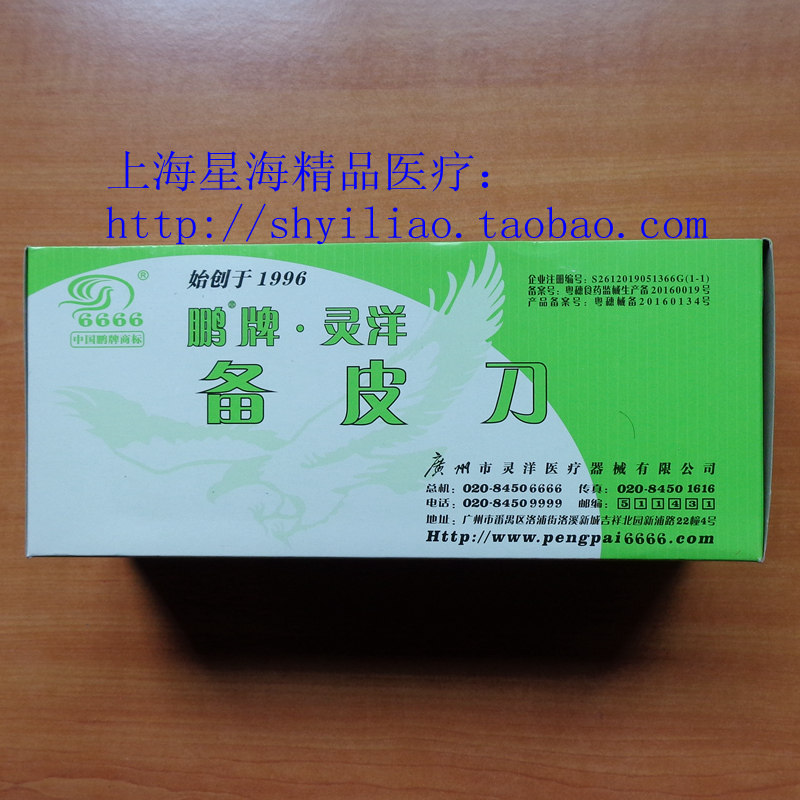 上海星海精品医疗:
http://shyiliao.taobao.com
®
6666
中国鹏牌商标
始创于1996
企业注册编号: S2612019051366G(1-1)
备案号: 粤穗食药监械生产备20160019号
产品备案号: 粤穗械备20160134号
鹏®牌·灵洋
备皮刀
廣州市灵洋医疗器械有限公司
总机: 020-8450 6666 传真: 020-8450 1616
电话: 020-8450 9999 邮编: 511431
地址: 广州市番禺区洛浦街洛溪新城吉祥北园新浦路22幢4号
Http://www.pengpai6666.com